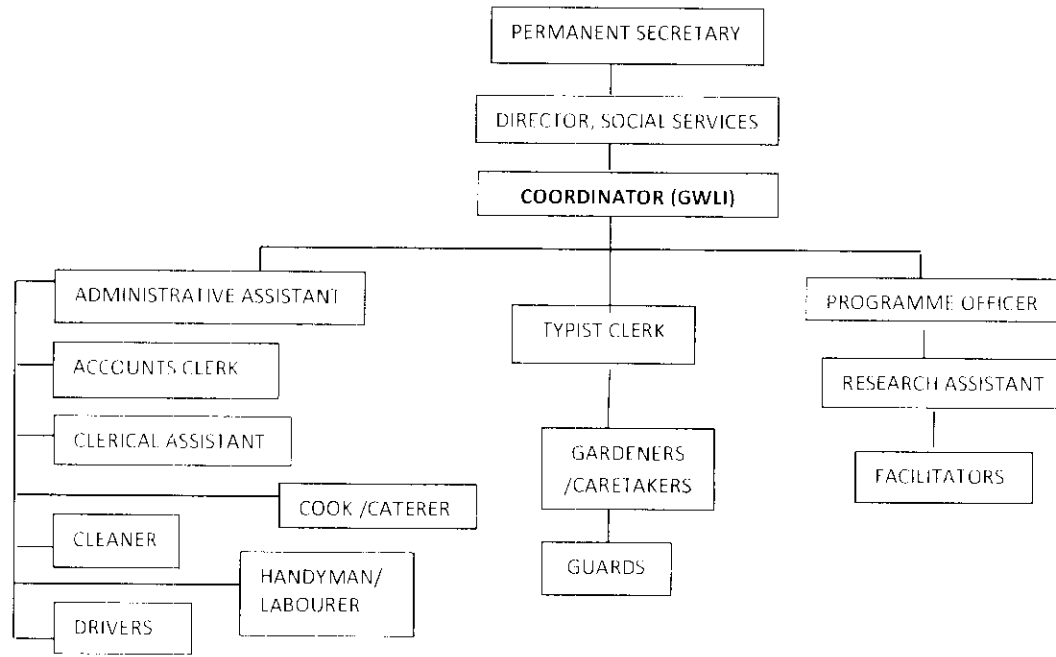 PERMANENT SECRETARY
DIRECTOR, SOCIAL SERVICES
COORDINATOR (GWLI)
ADMINISTRATIVE ASSISTANT
ACCOUNTS CLERK
CLERICAL ASSISTANT
COOK /CATERER
CLEANER
HANDYMAN/
LABOURER
DRIVERS
TYPIST CLERK
GARDENERS
/CARETAKERS
GUARDS
PROGRAMME OFFICER
RESEARCH ASSISTANT
FACILITATORS